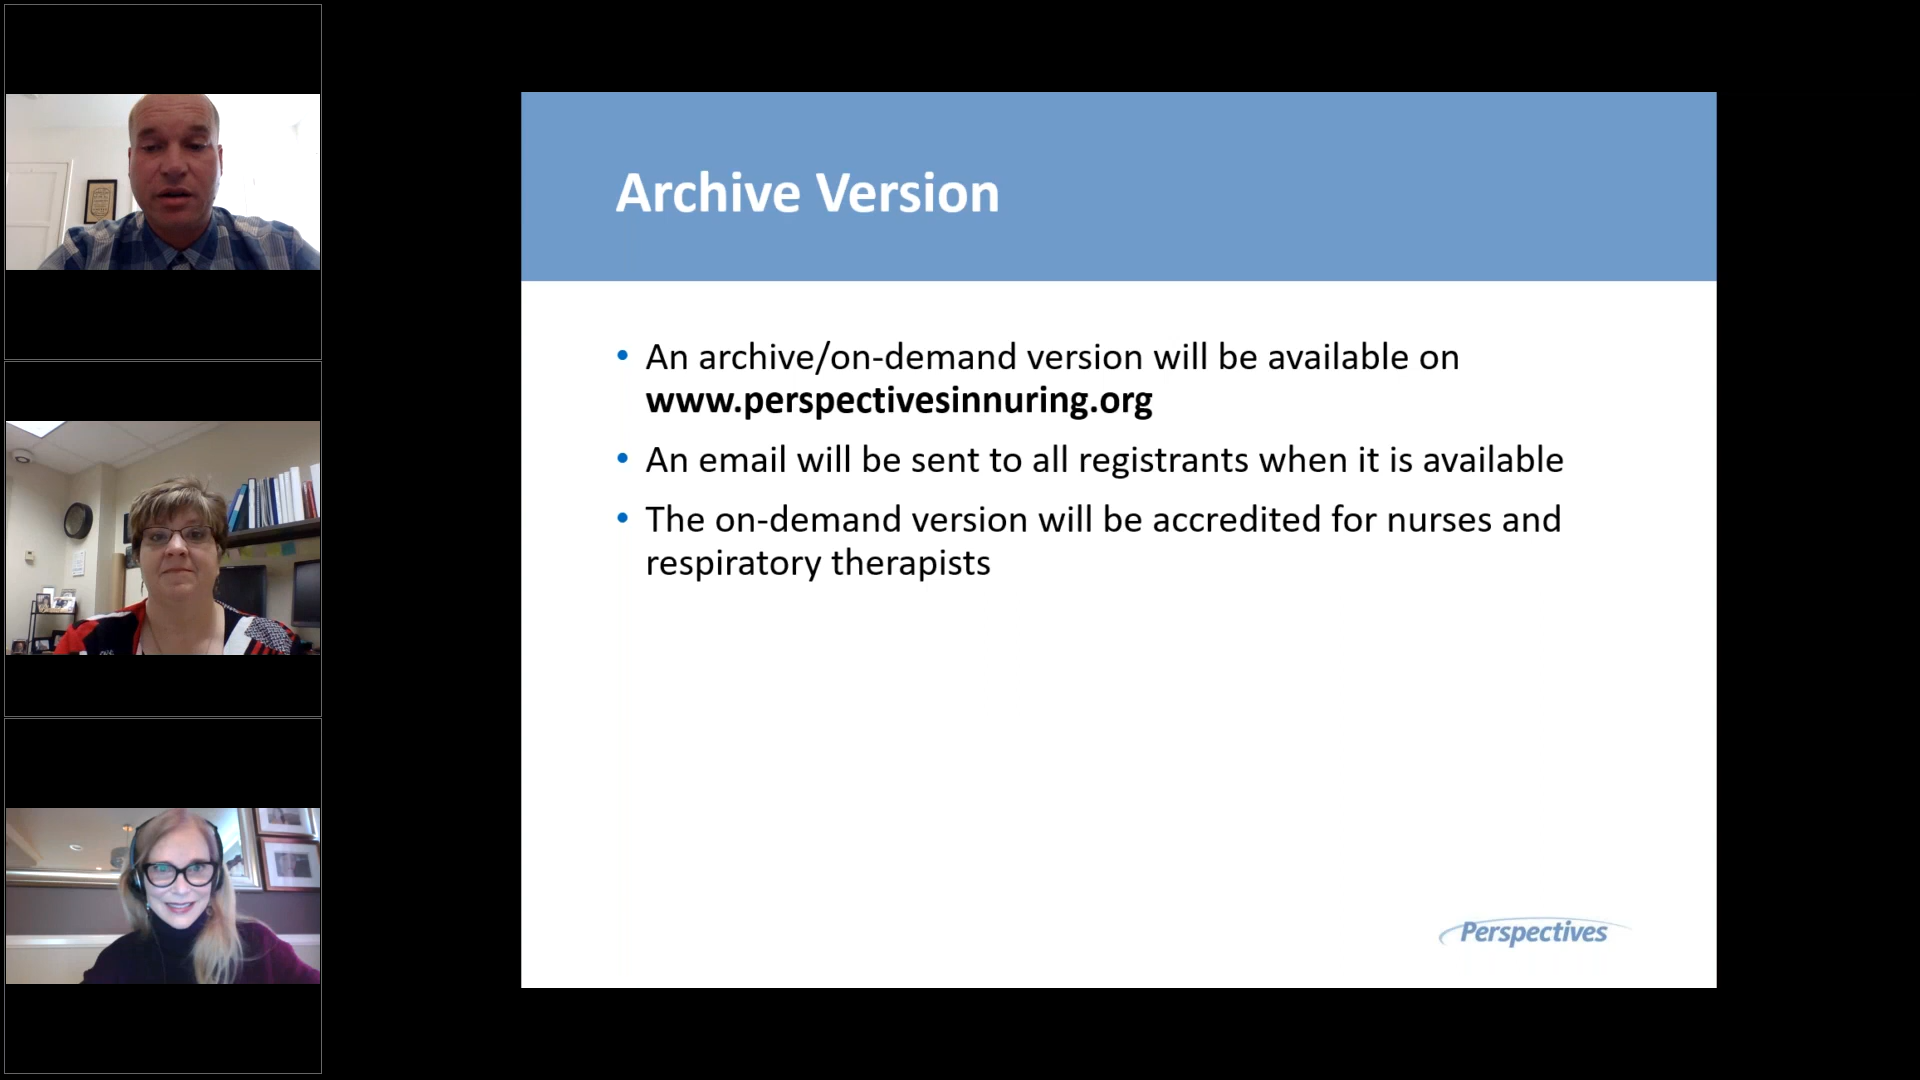 Archive Version
• An archive/on-demand version will be available on
www.perspectivesinnuring.org
• An email will be sent to all registrants when it is available
• The on-demand version will be accredited for nurses and
respiratory therapists
Perspectives